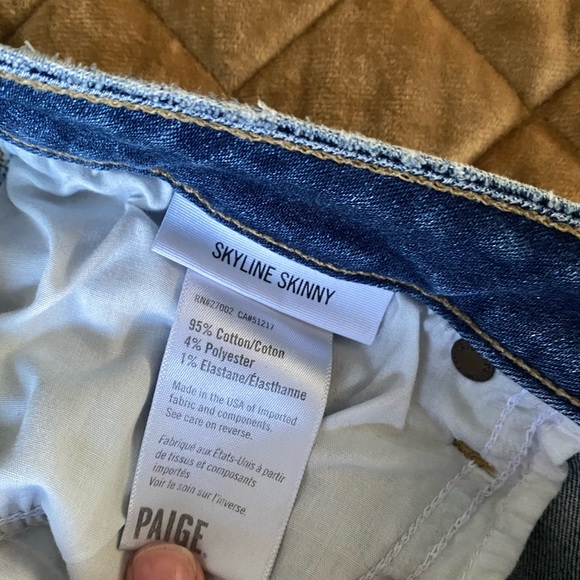 SKYLINE SKINNY
RN#27002 CA#51217
95% Cotton/Coton
4% Polyester
1% Elastane/Élasthanne
Made in the USA of imported
fabric and components.
See care on reverse.
Fabriqué aux États-Unis à partir
de tissus et composants
importés
Voir le soin sur l'inverse.
PAIGE